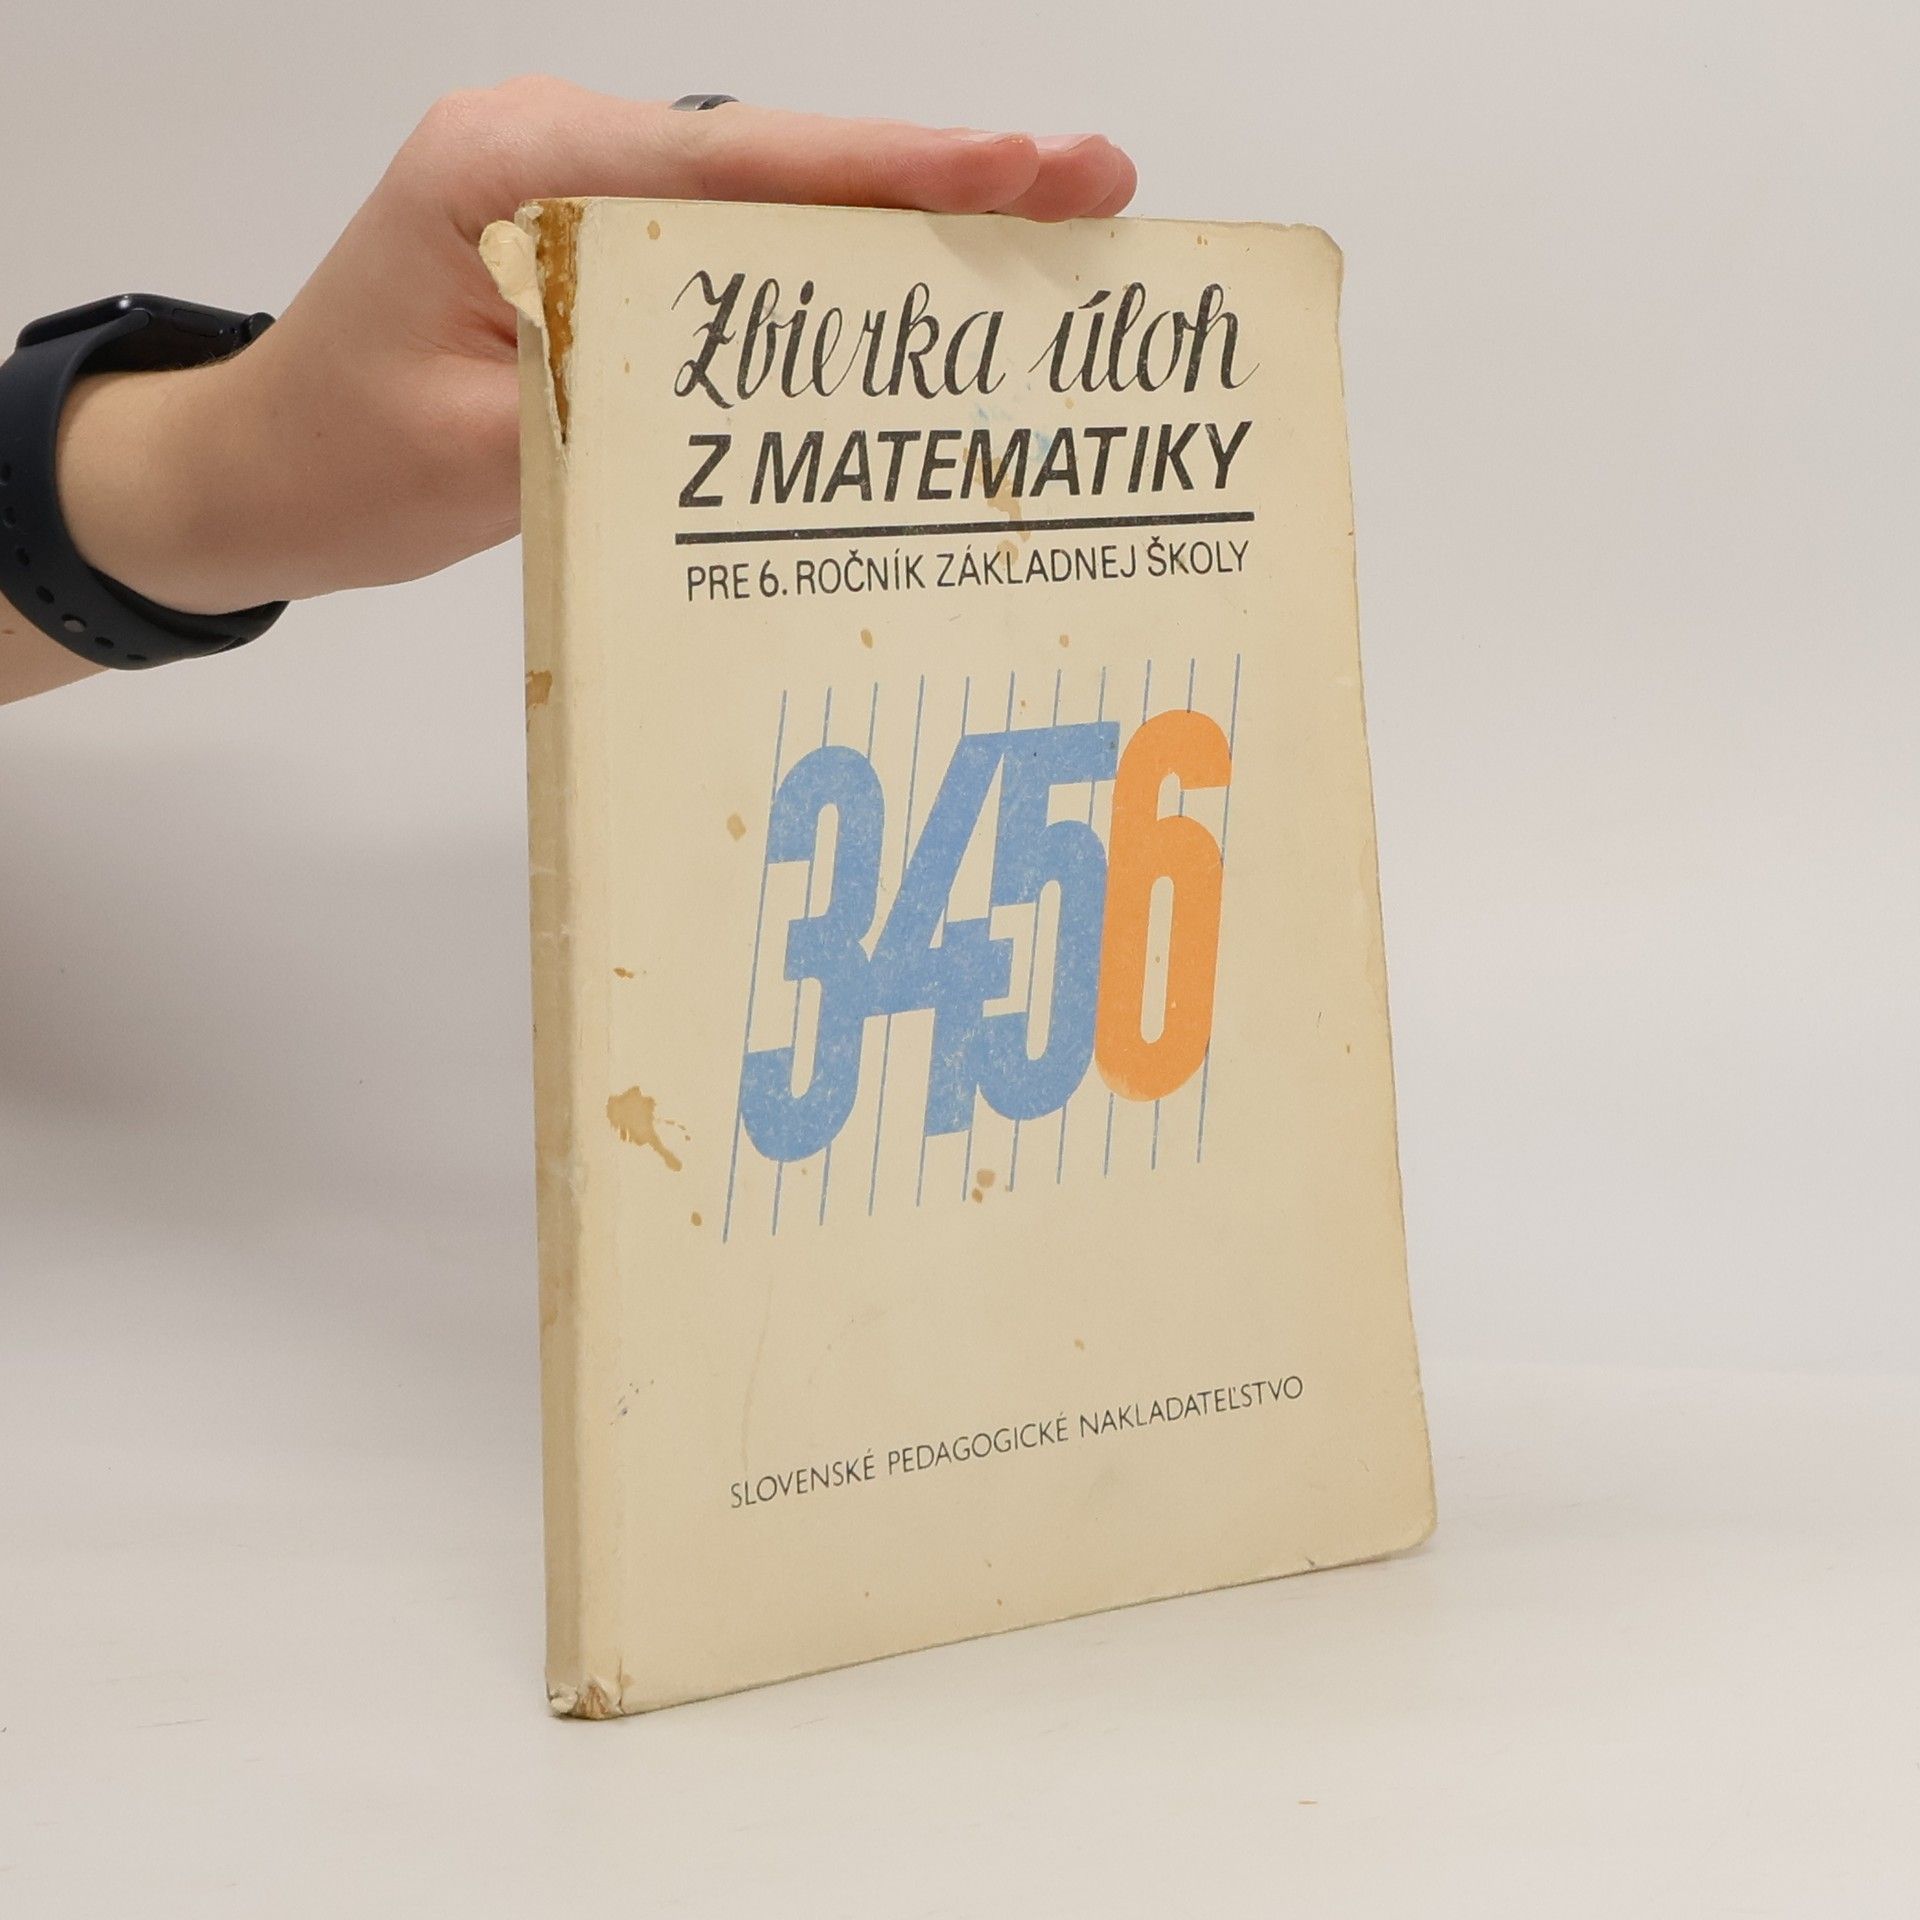 Zbierka úloh
Z MATEMATIKY
PRE 6. ROČNÍK ZÁKLADNEJ ŠKOLY
3456
SLOVENSKÉ PEDAGOGICKÉ NAKLADATEĽSTVO